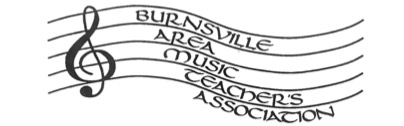 BURNSVILLE
AREA
MUSIC
TEACHER'S
ASSOCIATION